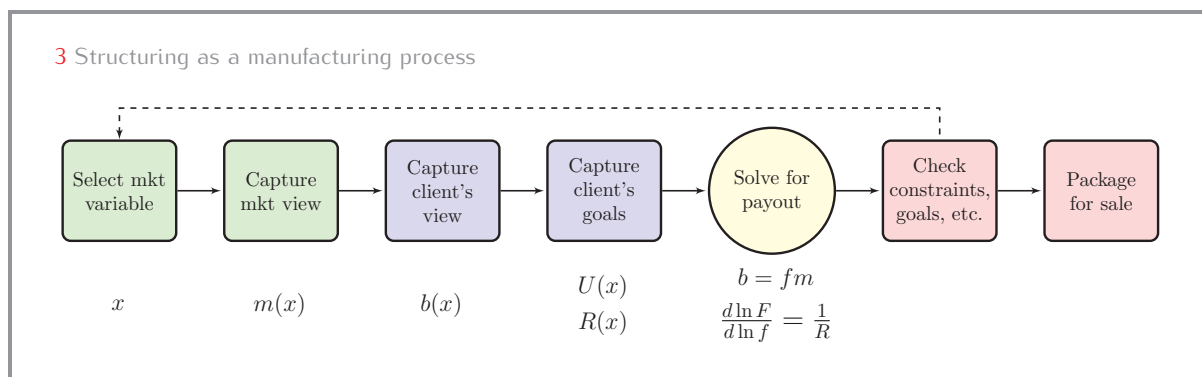 3 Structuring as a manufacturing process
Select mkt
variable
Capture
mkt view
Capture
client's
view
Capture
client's
goals
Solve for
payout
Check
constraints,
goals, etc.
Package
for sale
x
m(x)
b(x)
U(x)
R(x)
b = fm
d ln F / d ln f = 1 / R